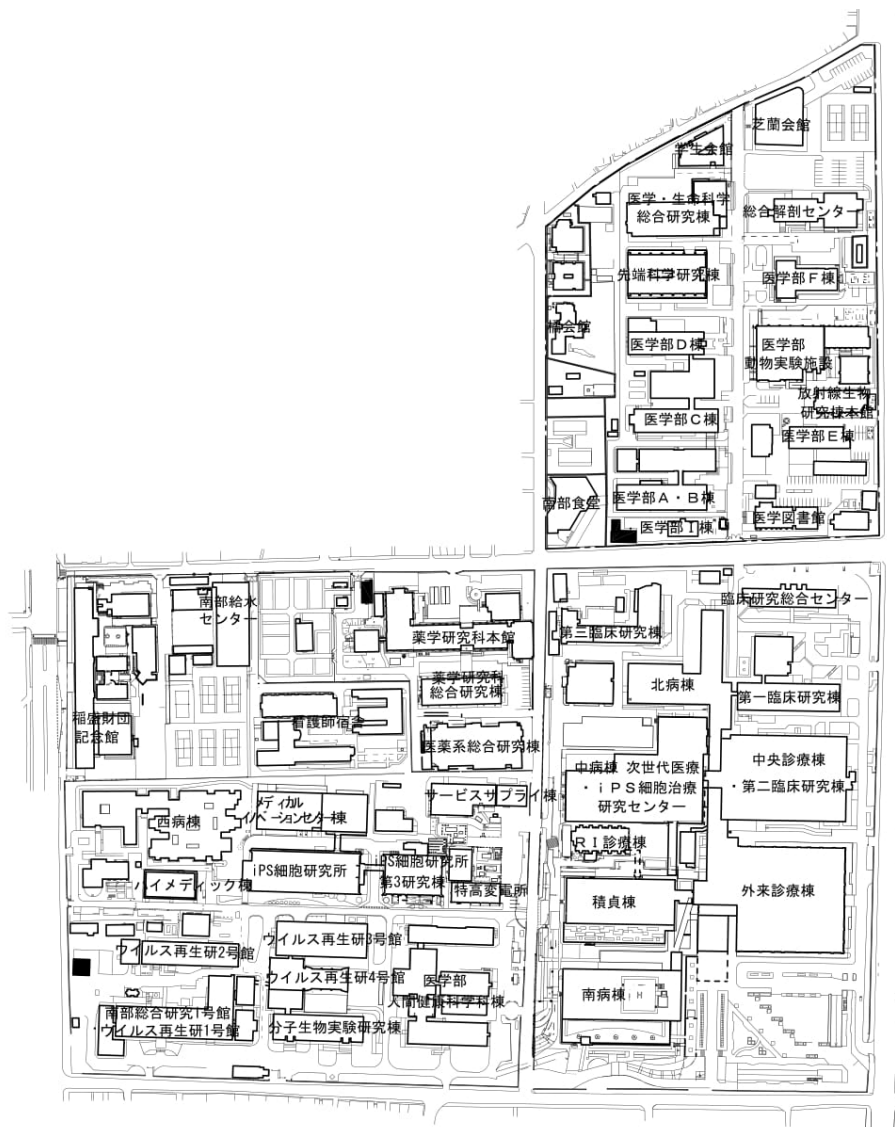 芝蘭会館
学生会館
医学・生命科学
総合研究棟
総合解剖センター
先端科学研究棟
医学部F棟
橘会館
医学部D棟
医学部
動物実験施設
放射線生物
研究棟本館
医学部C棟
医学部E棟
南部食堂
医学部A・B棟
医学部I棟
医学図書館
南部給水
センター
薬学研究科本館
第三臨床研究棟
臨床研究総合センター
薬学研究科
総合研究棟
北病棟
第一臨床研究棟
稲盛財団
記念館
看護師宿舎
医薬系総合研究棟
中病棟 次世代医療
・iPS細胞治療
研究センター
中央診療棟
・第二臨床研究棟
西病棟
メディカル
イノベーションセンター棟
サービスサプライ棟
RI診療棟
iPS細胞研究所
iPS細胞研究所
第3研究棟
ハイメディック棟
特高変電所
積貞棟
外来診療棟
ウイルス再生研3号館
ウイルス再生研2号館
ウイルス再生研4号館
医学部
人間健康科学科棟
南病棟
H
南部総合研究1号館
ウイルス再生研1号館
分子生物実験研究棟